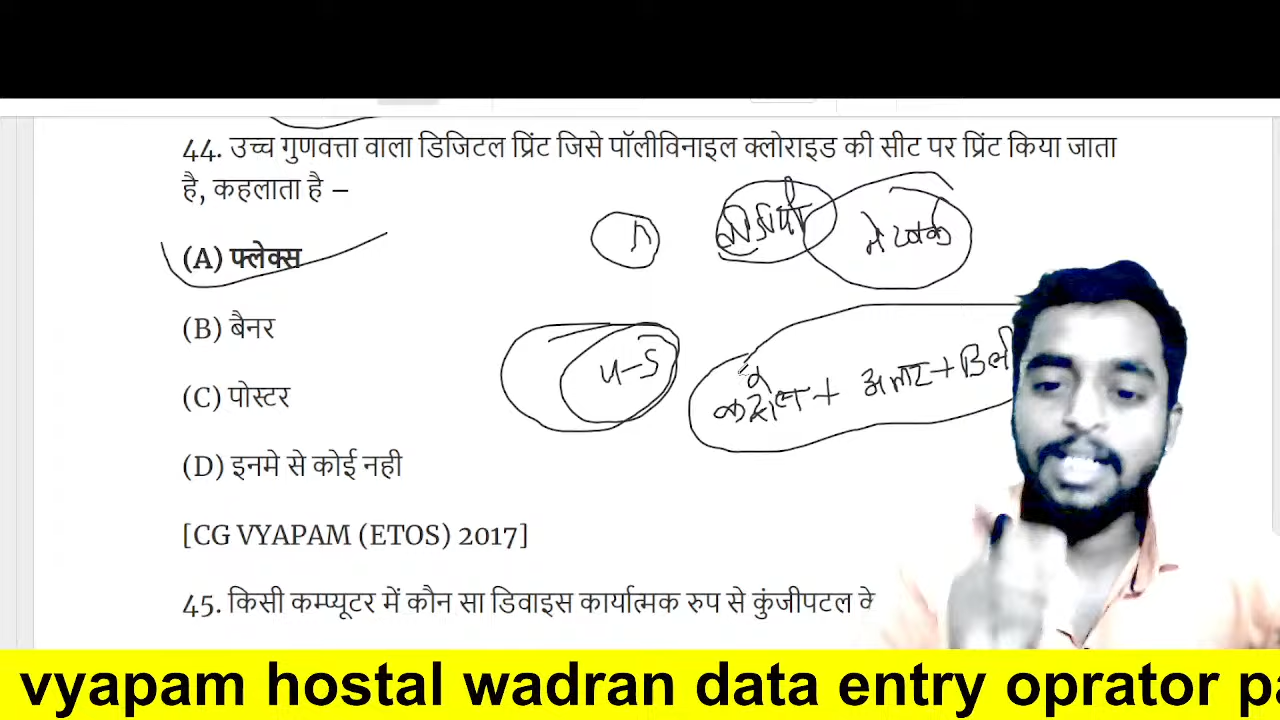 44. उच्च गुणवत्ता वाला डिजिटल प्रिंट जिसे पॉलीविनाइल क्लोराइड की सीट पर प्रिंट किया जाता
है, कहलाता है –
(A) फ्लेक्स
(B) बैनर
(C) पोस्टर
(D) इनमे से कोई नही
[CG VYAPAM (ETOS) 2017]
45. किसी कम्प्यूटर में कौन सा डिवाइस कार्यात्मक रुप से कुंजीपटल के
vyapam hostal wadran data entry oprator pa